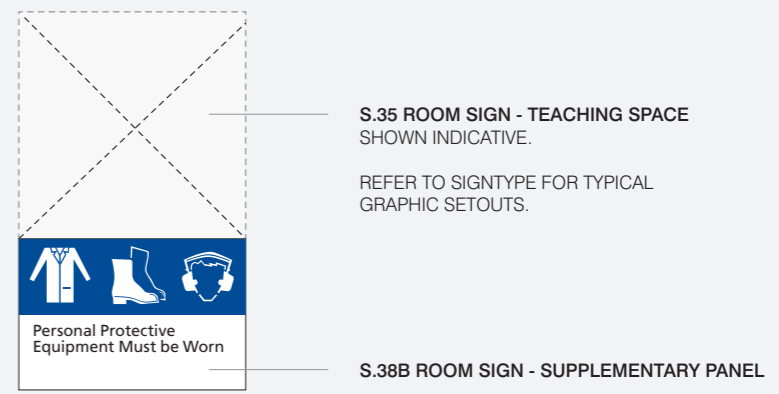 S.35 ROOM SIGN - TEACHING SPACE
SHOWN INDICATIVE.
REFER TO SIGNTYPE FOR TYPICAL
GRAPHIC SETOUTS.
Personal Protective
Equipment Must be Worn
S.38B ROOM SIGN - SUPPLEMENTARY PANEL